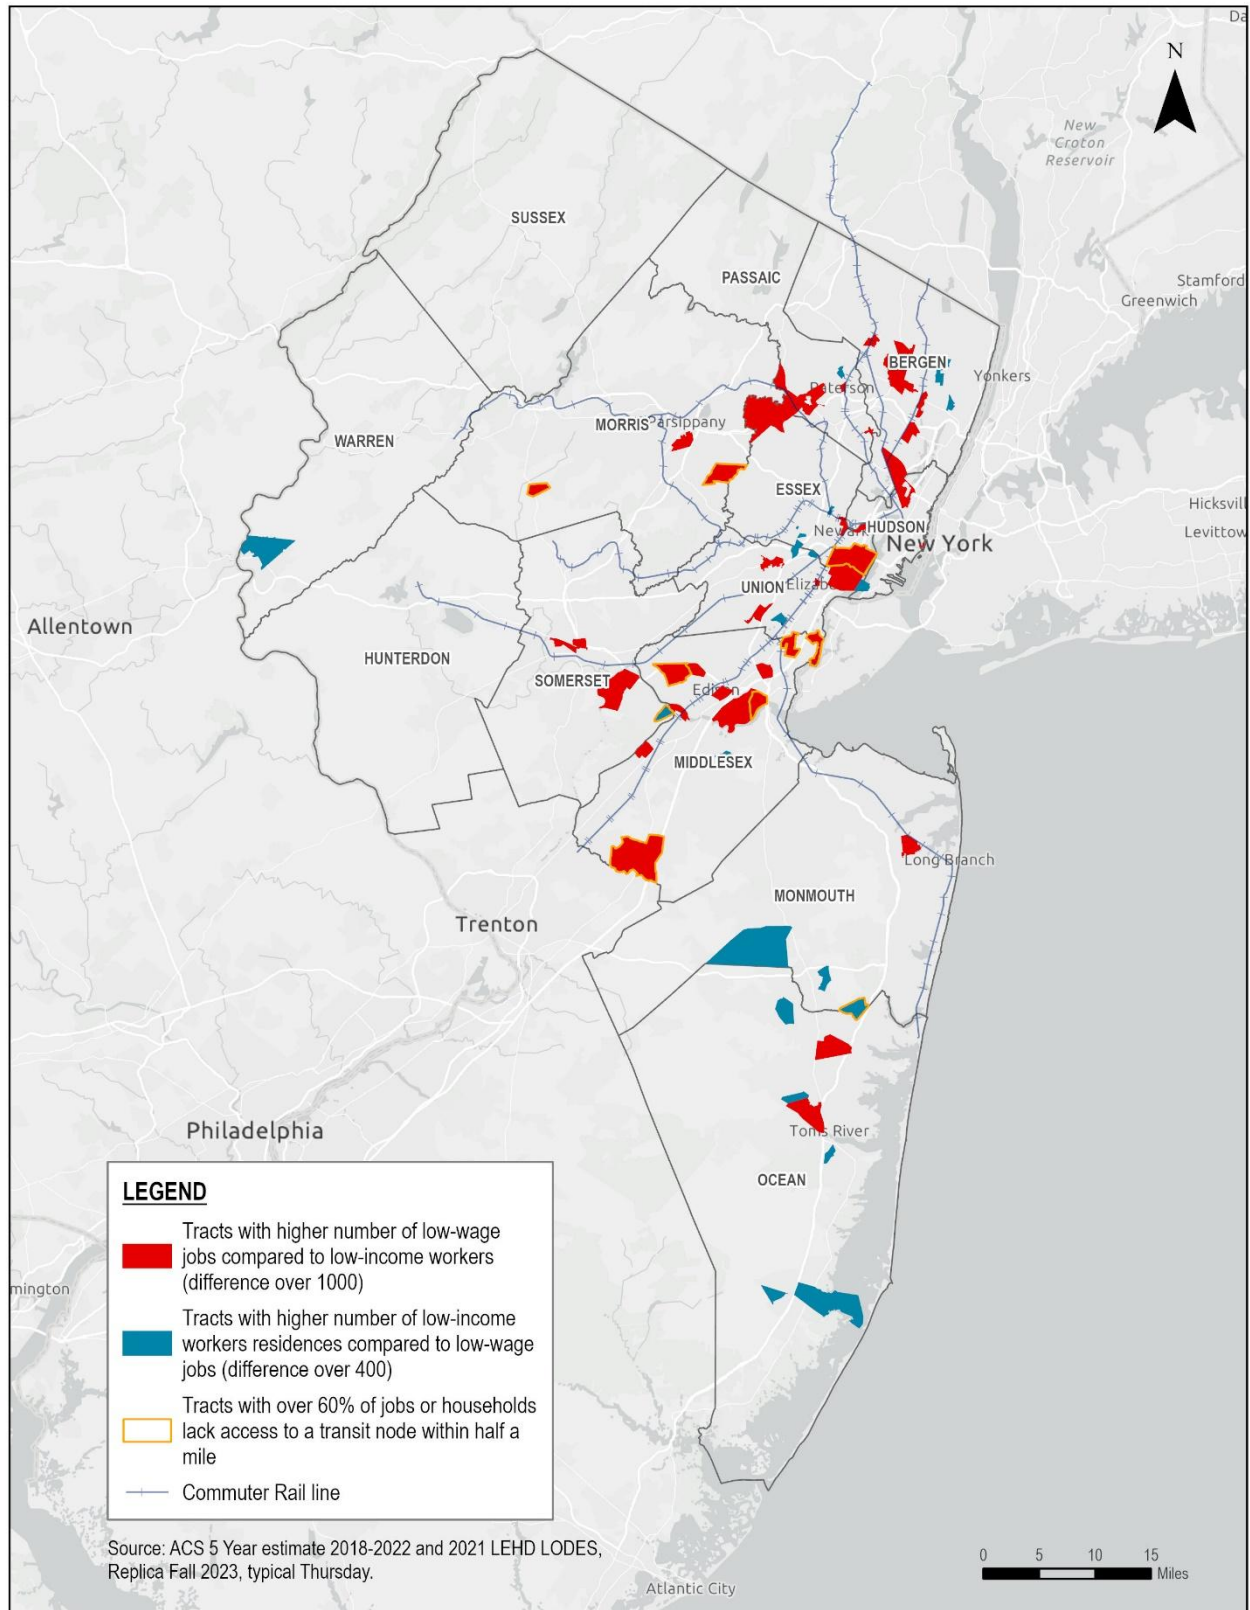 Da
N
New
Croton
Reservoir
SUSSEX
PASSAIC
Stamford
Greenwich
BERGEN
Yonkers
Paterson
MORRIS
Parsippany
WARREN
ESSEX
Hicksvill
Newark
HUDSON
Levittow
New York
UNION
Elizab
Allentown
HUNTERDON
SOMERSET
Edison
MIDDLESEX
Long Branch
MONMOUTH
Trenton
Philadelphia
Toms River
OCEAN
LEGEND
Tracts with higher number of low-wage
jobs compared to low-income workers
(difference over 1000)
Tracts with higher number of low-income
workers residences compared to low-wage
jobs (difference over 400)
Tracts with over 60% of jobs or households
lack access to a transit node within half a
mile
Commuter Rail line
mington
Source: ACS 5 Year estimate 2018-2022 and 2021 LEHD LODES,
Replica Fall 2023, typical Thursday.
0 5 10 15
Miles
Atlantic City